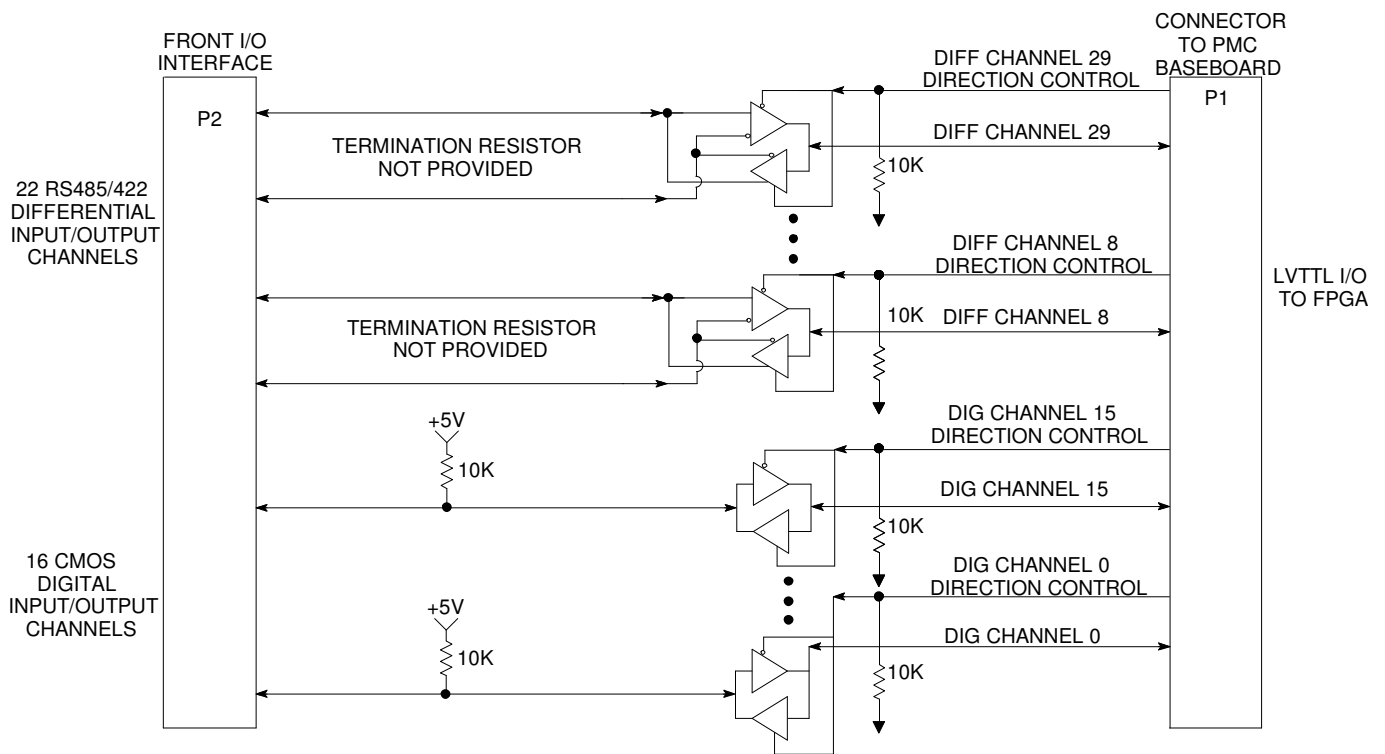 FRONT I/O
INTERFACE
P2
22 RS485/422
DIFFERENTIAL
INPUT/OUTPUT
CHANNELS
16 CMOS
DIGITAL
INPUT/OUTPUT
CHANNELS
TERMINATION RESISTOR
NOT PROVIDED
TERMINATION RESISTOR
NOT PROVIDED
+5V
10K
+5V
10K
DIFF CHANNEL 29
DIRECTION CONTROL
DIFF CHANNEL 29
10K
DIFF CHANNEL 8
DIRECTION CONTROL
10K
DIFF CHANNEL 8
DIG CHANNEL 15
DIRECTION CONTROL
DIG CHANNEL 15
10K
DIG CHANNEL 0
DIRECTION CONTROL
DIG CHANNEL 0
10K
CONNECTOR
TO PMC
BASEBOARD
P1
LVTTL I/O
TO FPGA